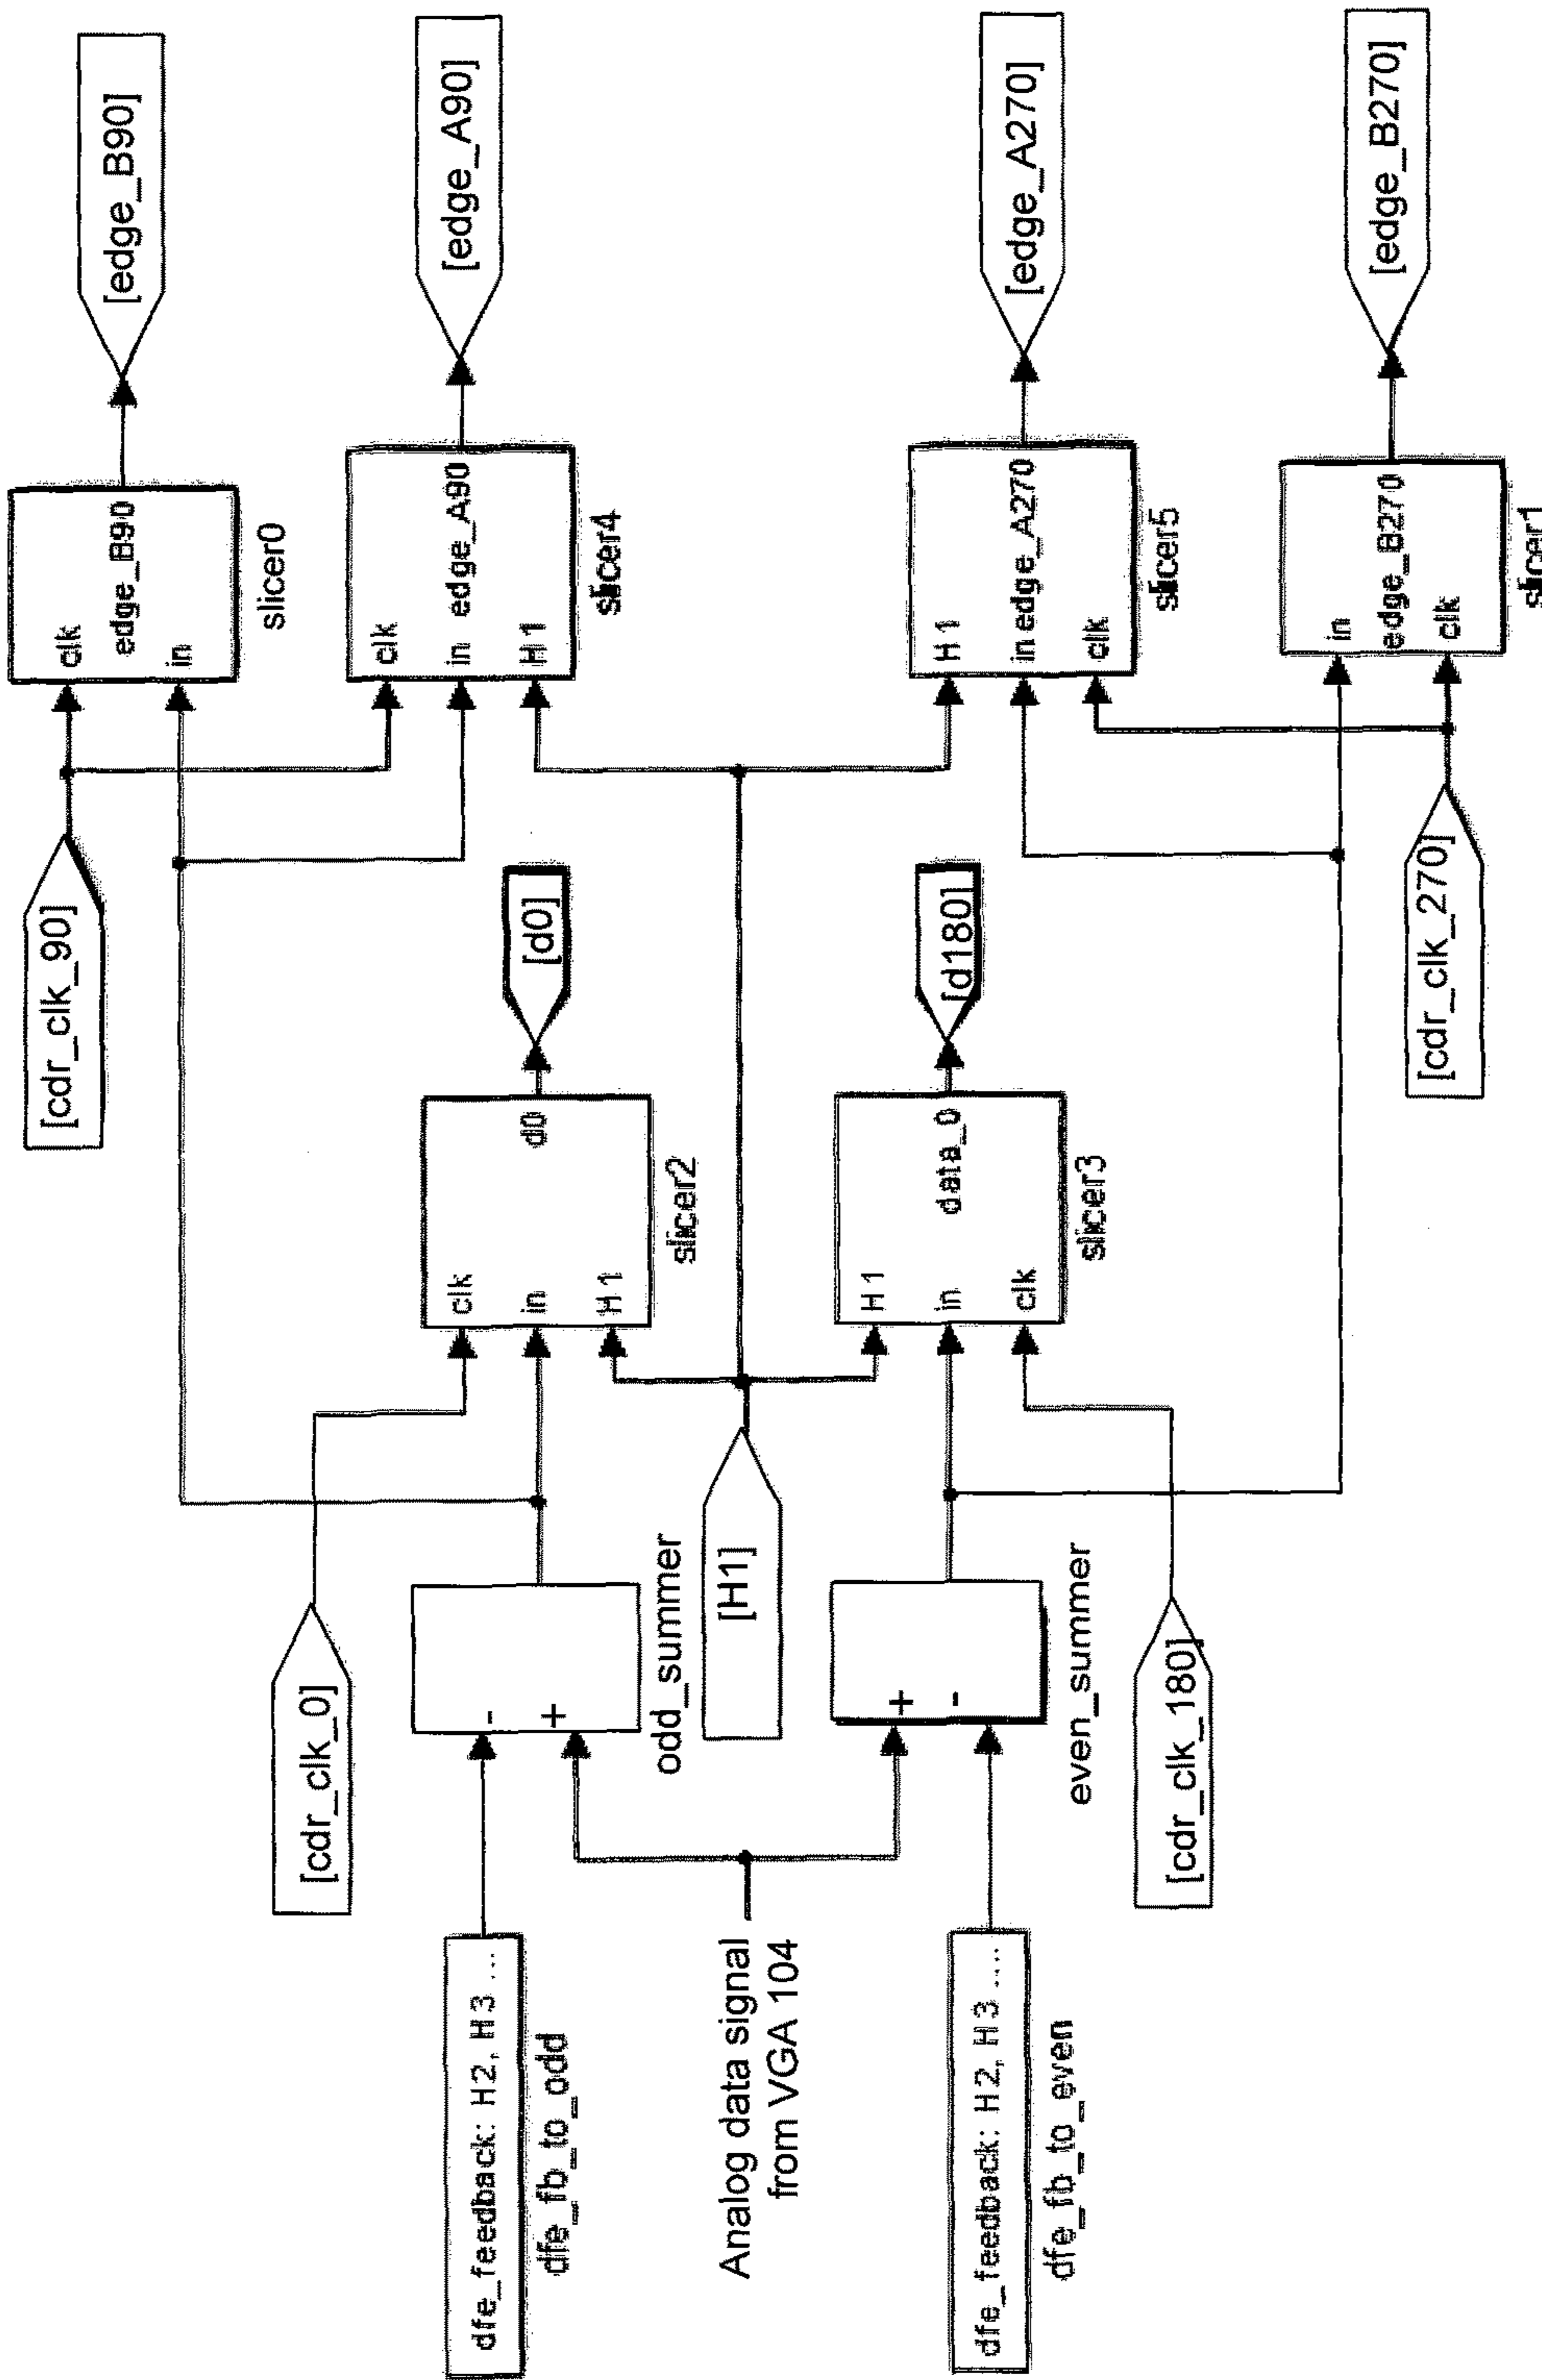 [cdr_clk_90]
clk
edge_B90
in
slicer0
[edge_B90]
[cdr_clk_0]
dfe_feedback: H2, H3 ...
dfe_fb_to_odd
-
+
odd_summer
clk
in
d0
H1
slicer2
[d0]
clk
in edge_A90
H1
slicer4
[edge_A90]
Analog data signal
from VGA 104
[H1]
dfe_feedback: H2, H3 ....
dfe_fb_to_even
+
-
even_summer
H1
in
data_0
clk
slicer3
[d180]
H1
in edge_A270
clk
slicer5
[edge_A270]
[cdr_clk_180]
[cdr_clk_270]
in
edge_B270
clk
slicer1
[edge_B270]